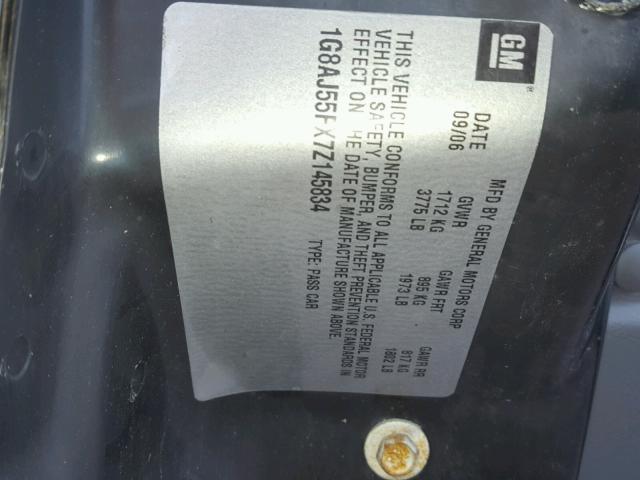 GM®
DATE
09/06
MFD BY GENERAL MOTORS CORP
GVWR GAWR FRT GAWR RR
1712 KG 895 KG 817 KG
3775 LB 1973 LB 1802 LB
THIS VEHICLE CONFORMS TO ALL APPLICABLE U.S. FEDERAL MOTOR
VEHICLE SAFETY, BUMPER, AND THEFT PREVENTION STANDARDS IN
EFFECT ON THE DATE OF MANUFACTURE SHOWN ABOVE.
1G8AJ55FX7Z145834 TYPE: PASS CAR